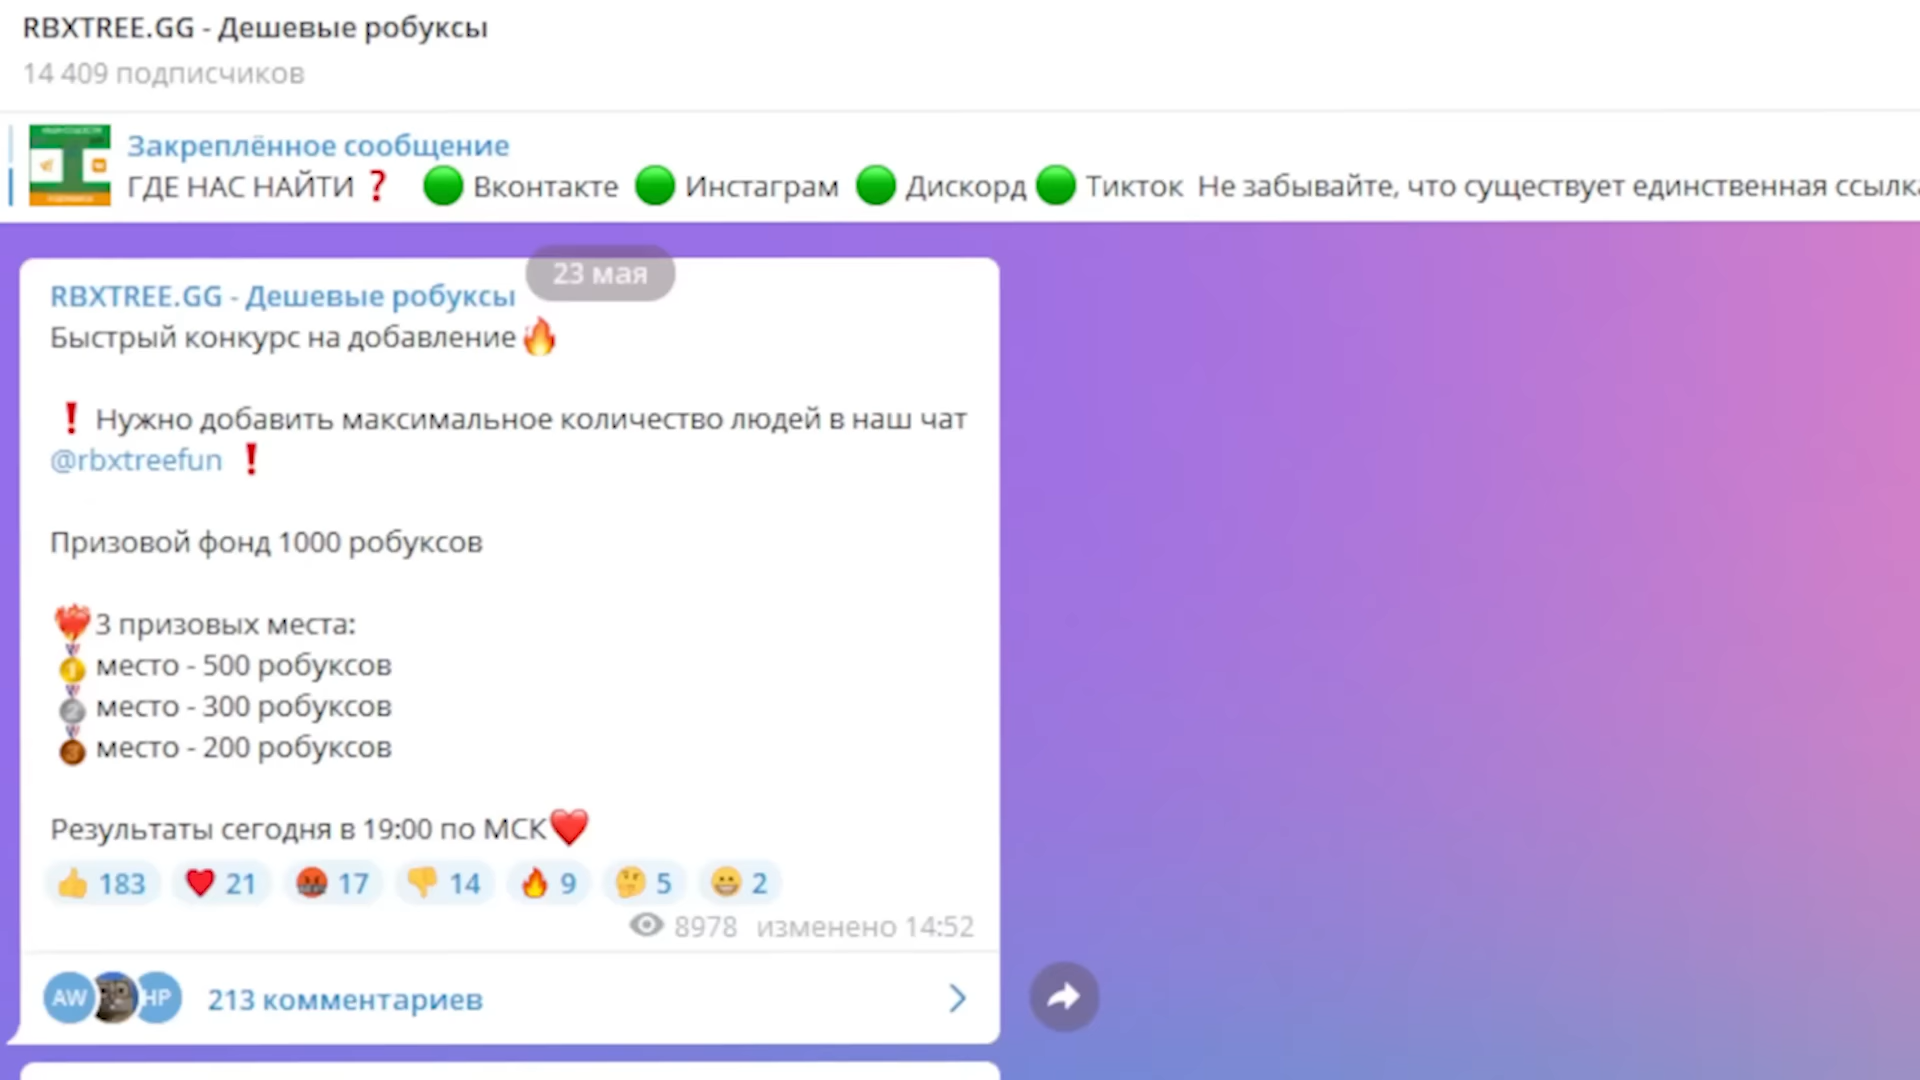 RBXTREE.GG - Дешевые робуксы
14 409 подписчиков
Закреплённое сообщение
ГДЕ НАС НАЙТИ ❓ 🟢 Вконтакте 🟢 Инстаграм 🟢 Дискорд 🟢 Тикток Не забывайте, что существует единственная
23 мая
RBXTREE.GG - Дешевые робуксы
Быстрый конкурс на добавление🔥
❗ Нужно добавить максимальное количество людей в наш чат
@rbxtreefun ❗
Призовой фонд 1000 робуксов
❤️‍🔥3 призовых места:
🥇 место - 500 робуксов
🥈 место - 300 робуксов
🥉 место - 200 робуксов
Результаты сегодня в 19:00 по МСК❤️
👍 183 ❤️ 21 🤬 17 👎 14 🔥 9 🤔 5 😁 2
8978 изменено 14:52
AW HP 213 комментариев